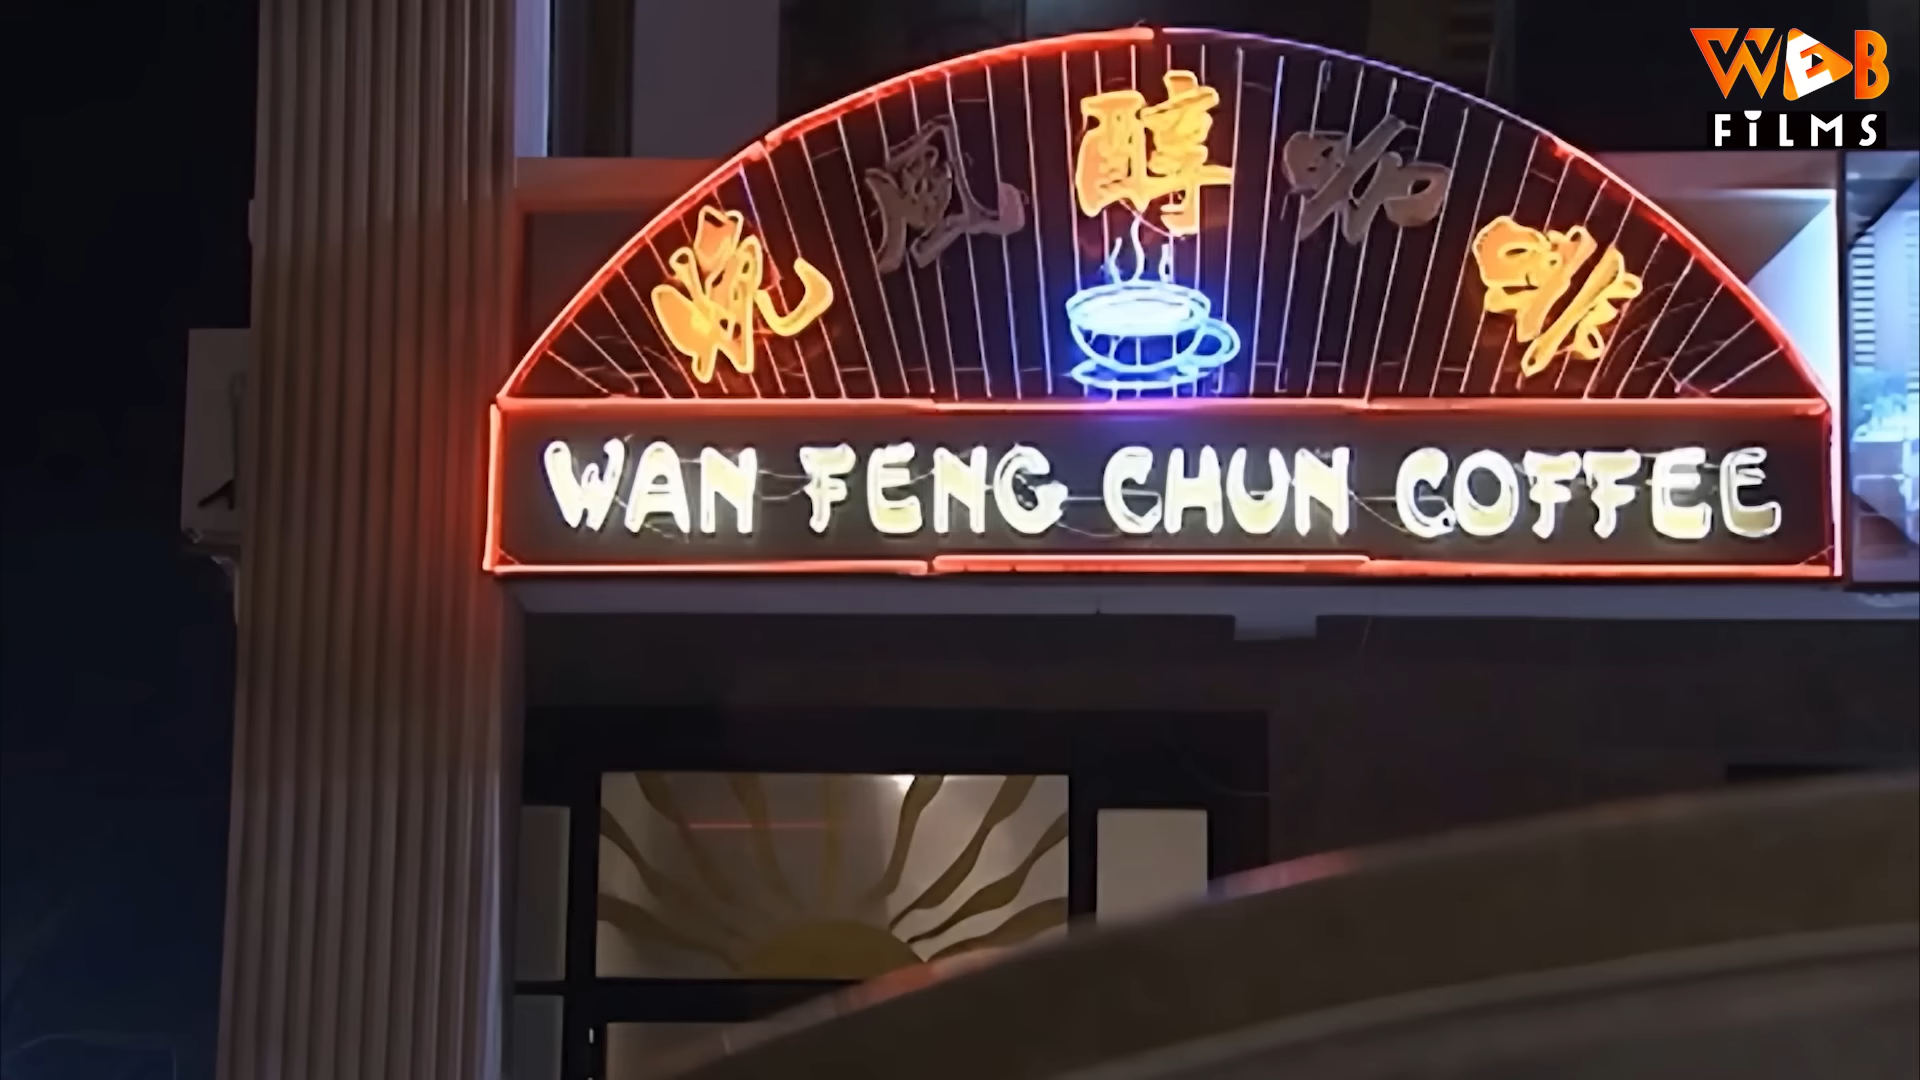 晚風醇咖啡
WAN FENG CHUN COFFEE
WEB
FILMS